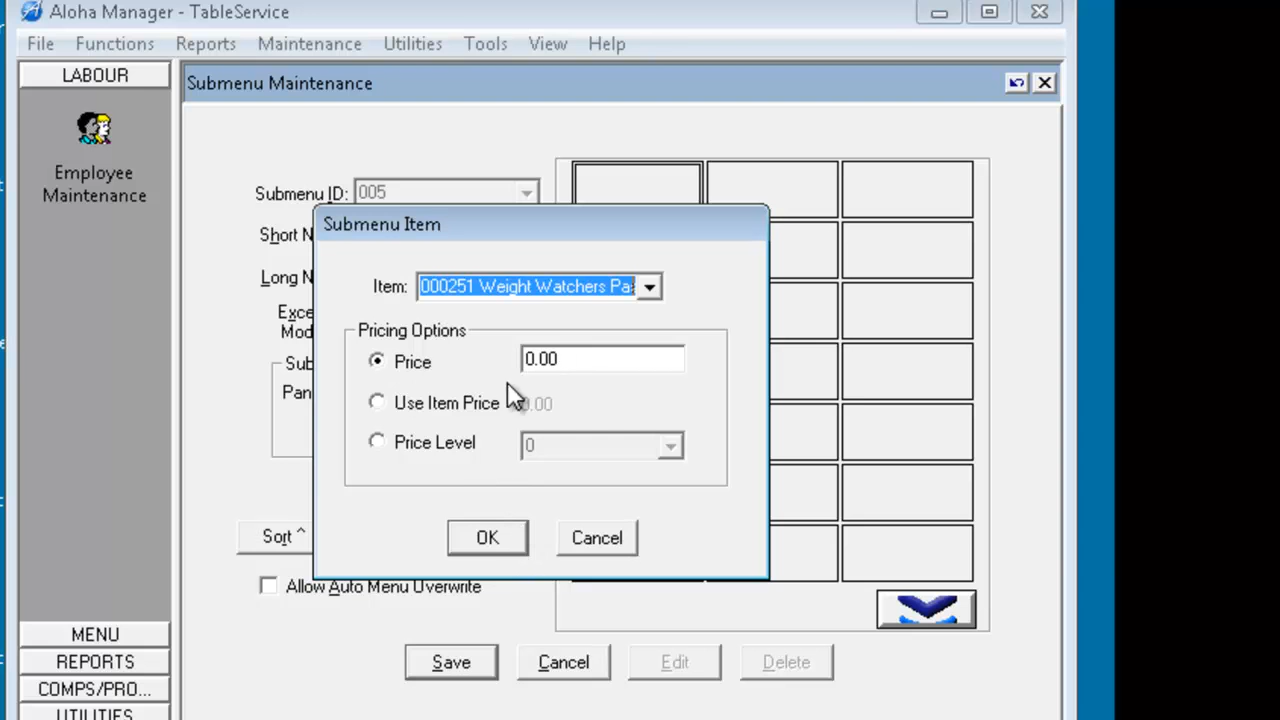 Aloha Manager - TableService
File Functions Reports Maintenance Utilities Tools View Help
LABOUR
Submenu Maintenance
Employee
Maintenance
Submenu ID: 005
Short N
Long N
Exce
Mod
Sub
Pan
Submenu Item
Item: 000251 Weight Watchers Pa
Pricing Options
Price 0.00
Use Item Price 0.00
Price Level 0
OK Cancel
Sort ^
Allow Auto Menu Overwrite
MENU
REPORTS
COMPS/PRO...
UTILITIES
Save Cancel Edit Delete